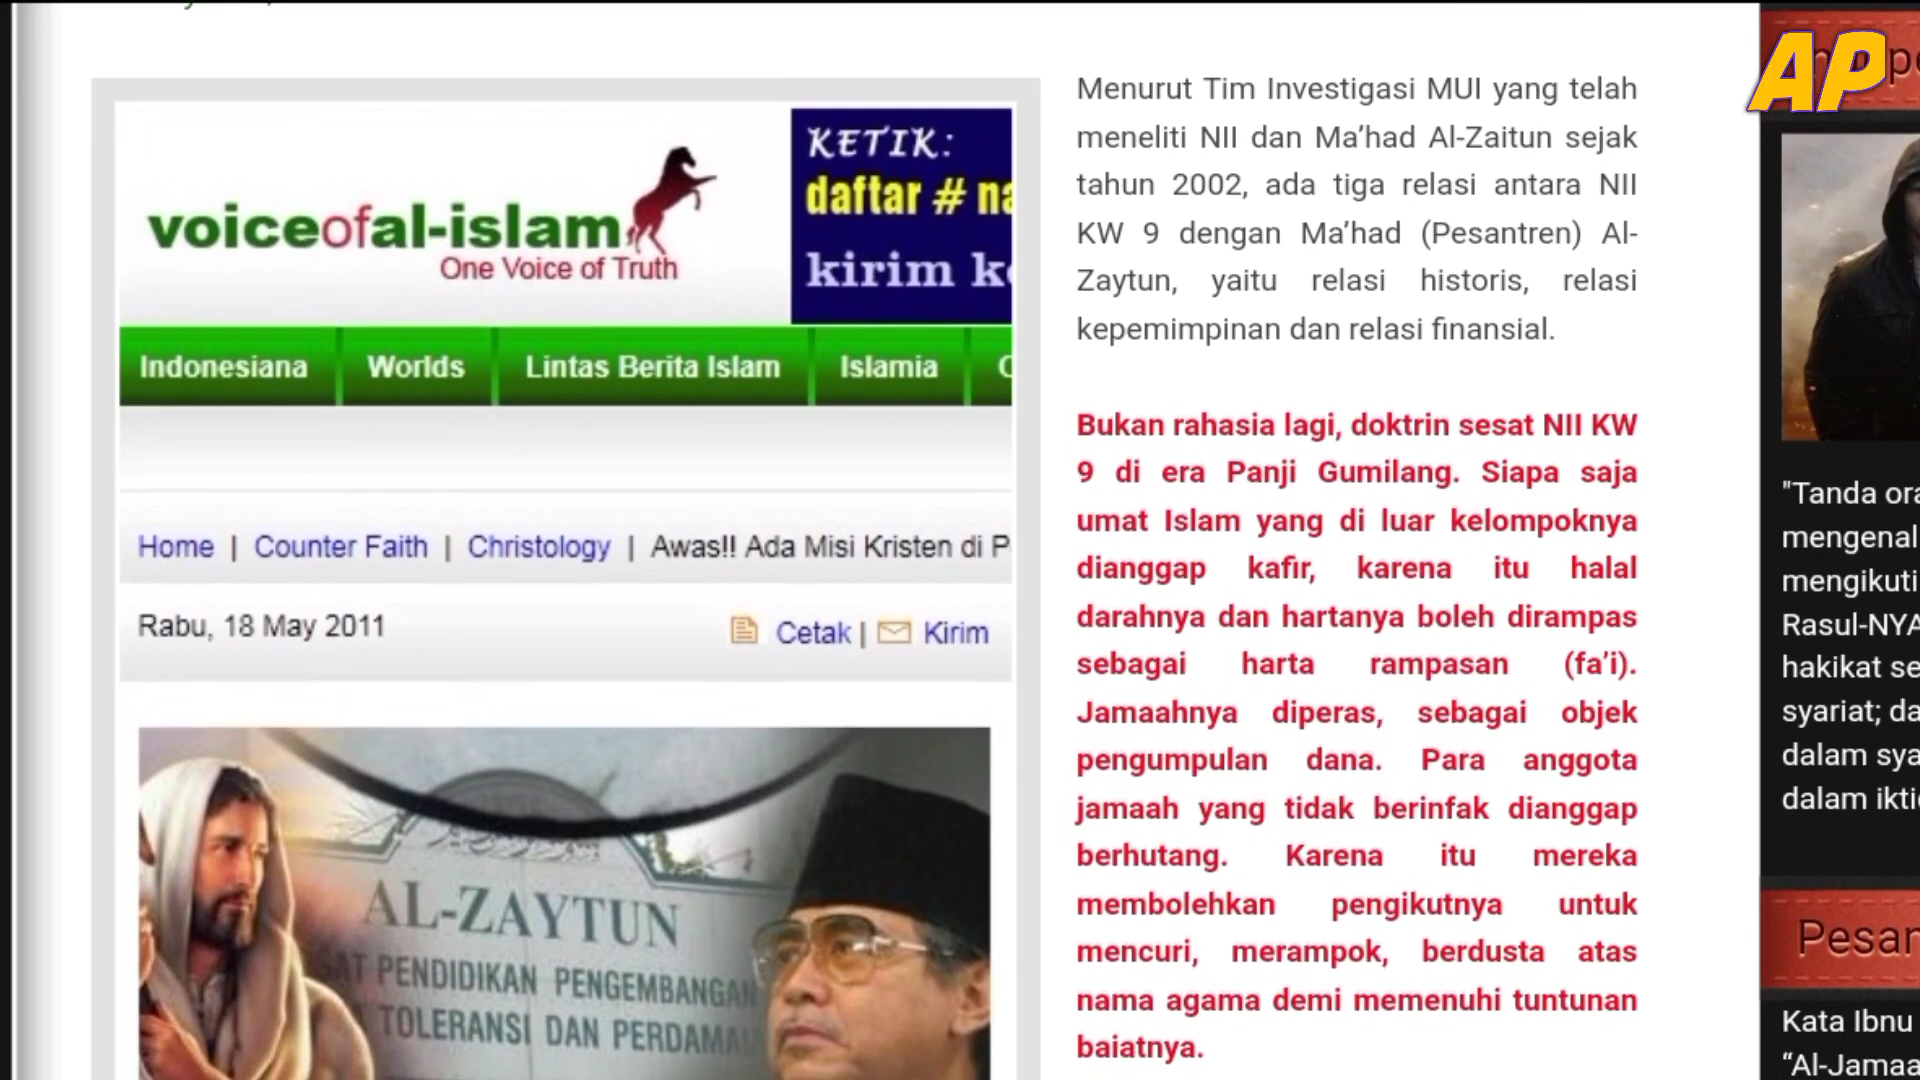 voiceofal-islam
One Voice of Truth
KETIK:
daftar #
kirim
Indonesiana
Worlds
Lintas Berita Islam
Islamia
Home | Counter Faith | Christology | Awas!! Ada Misi Kristen di P
Rabu, 18 May 2011
Cetak | Kirim
AL-ZAYTUN
PENDIDIKAN PENGEMBANGAN
TOLERANSI DAN
Menurut Tim Investigasi MUI yang telah
meneliti NII dan Ma’had Al-Zaitun sejak
tahun 2002, ada tiga relasi antara NII
KW 9 dengan Ma’had (Pesantren) Al-
Zaytun, yaitu relasi historis, relasi
kepemimpinan dan relasi finansial.
Bukan rahasia lagi, doktrin sesat NII KW
9 di era Panji Gumilang. Siapa saja
umat Islam yang di luar kelompoknya
dianggap kafir, karena itu halal
darahnya dan hartanya boleh dirampas
sebagai harta rampasan (fa’i).
Jamaahnya diperas, sebagai objek
pengumpulan dana. Para anggota
jamaah yang tidak berinfak dianggap
berhutang. Karena itu mereka
membolehkan pengikutnya untuk
mencuri, merampok, berdusta atas
nama agama demi memenuhi tuntunan
baiatnya.
AP
"Tanda ora
mengenal
mengikuti
Rasul-NYA
hakikat se
syariat; da
dalam sya
dalam ikti
Pesan
Kata Ibnu
“Al-Jamaa